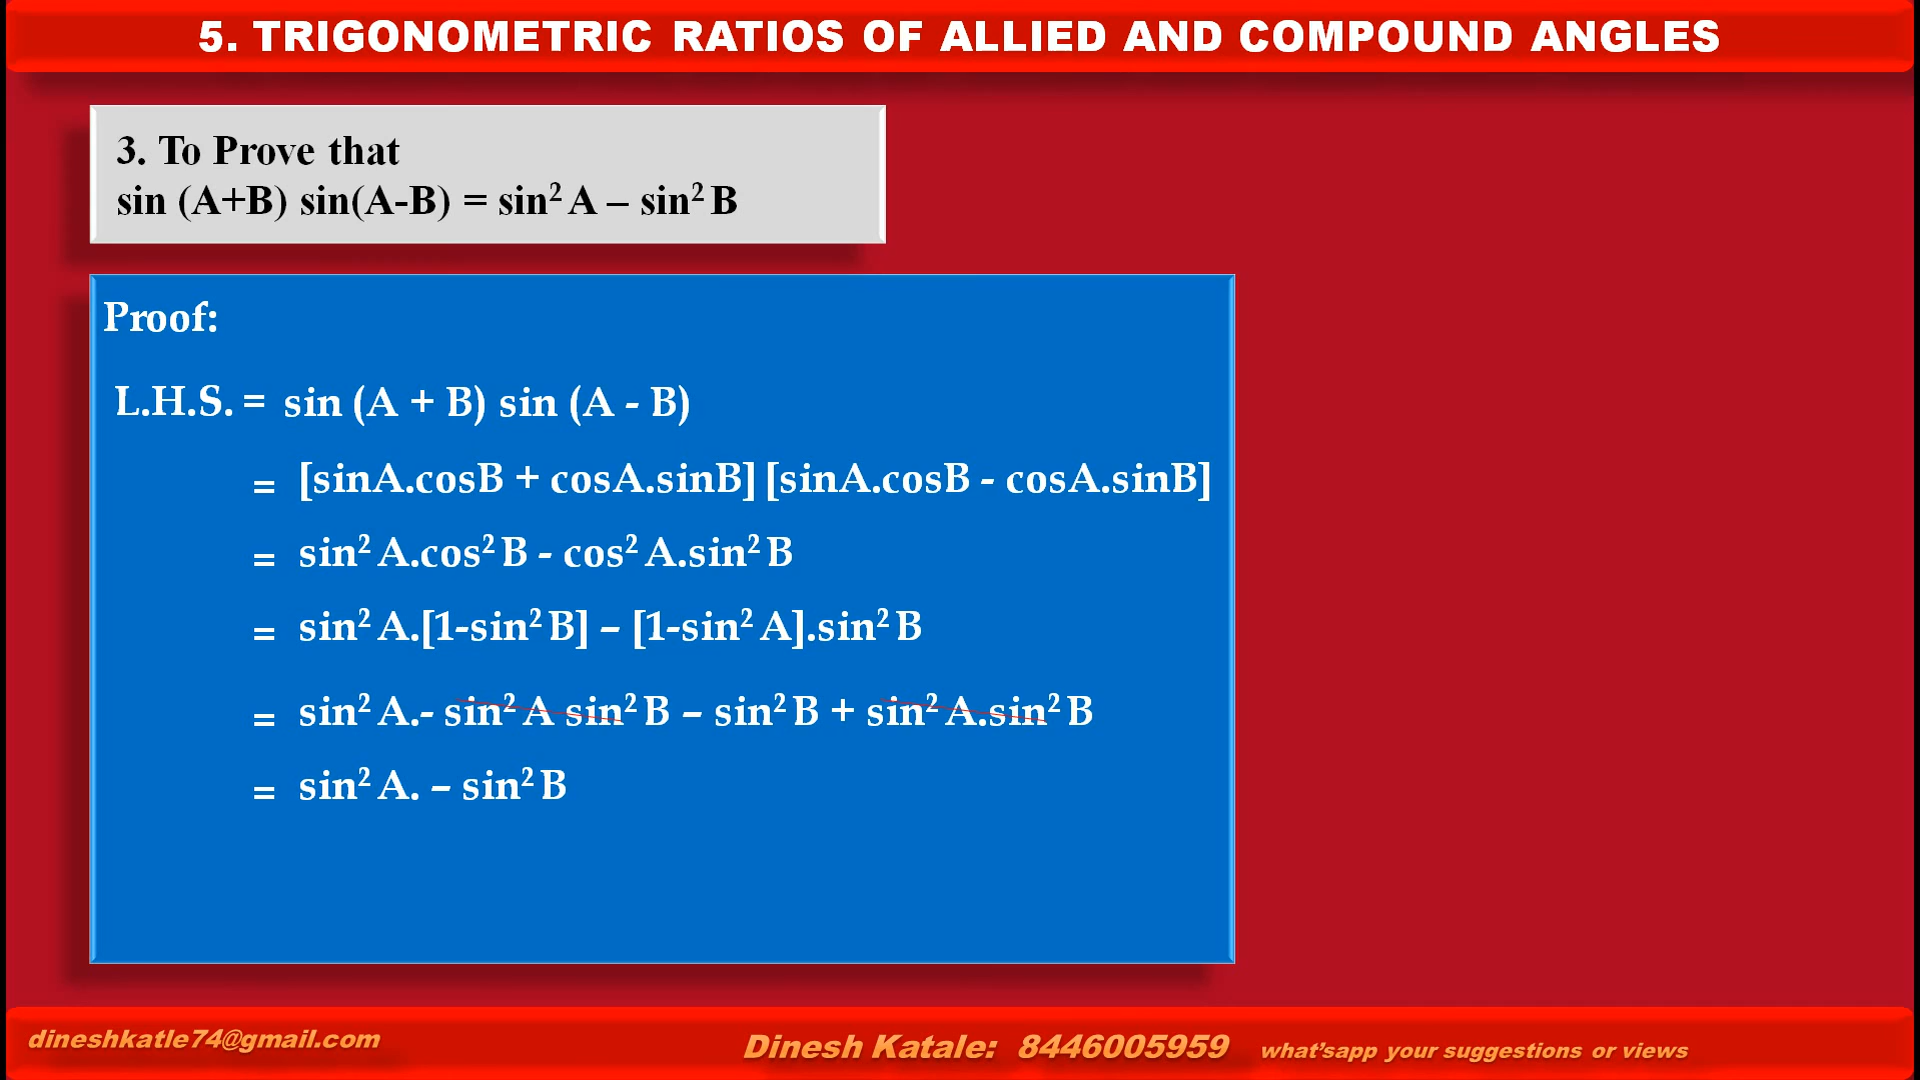 5. TRIGONOMETRIC RATIOS OF ALLIED AND COMPOUND ANGLES
3. To Prove that
sin (A+B) sin(A-B) = sin² A – sin² B
Proof:
L.H.S. = sin (A + B) sin (A - B)
= [sinA.cosB + cosA.sinB] [sinA.cosB - cosA.sinB]
= sin² A.cos² B - cos² A.sin² B
= sin² A.[1-sin² B] – [1-sin² A].sin² B
= sin² A.- sin² A sin² B – sin² B + sin² A.sin² B
= sin² A. – sin² B
dineshkatle74@gmail.com
Dinesh Katale: 8446005959 what'sapp your suggestions or views